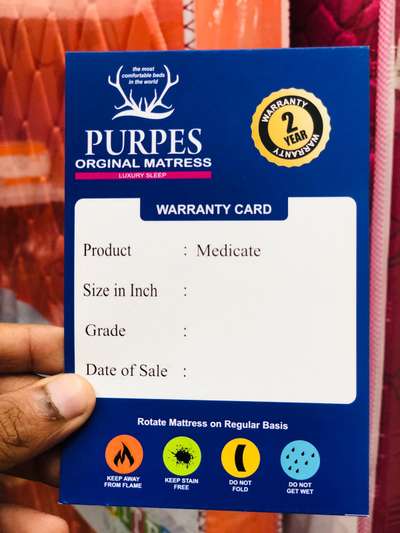 the most
comfortable beds
in the world
PURPES
ORGINAL MATRESS
LUXURY SLEEP
WARRANTY
2
YEAR
WARRANTY
WARRANTY CARD
Product : Medicate
Size in Inch :
Grade :
Date of Sale :
Rotate Mattress on Regular Basis
KEEP AWAY
FROM FLAME
KEEP STAIN
FREE
DO NOT
FOLD
DO NOT
GET WET